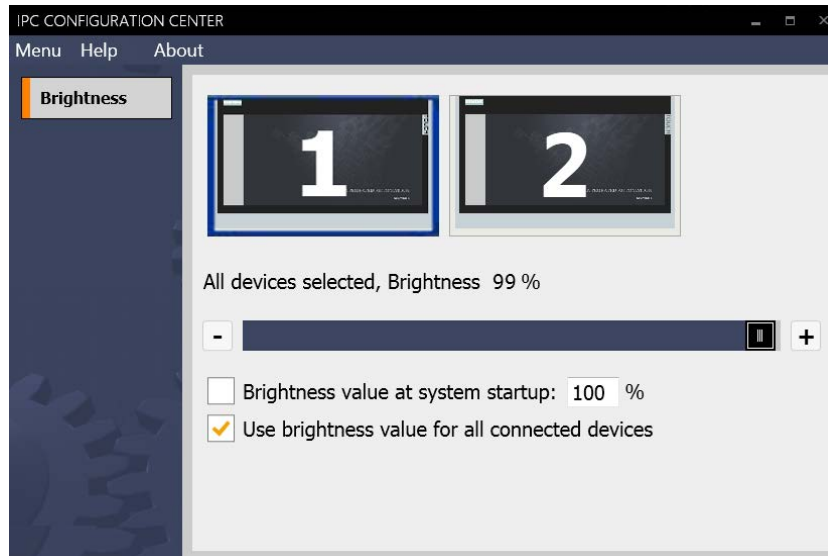 IPC CONFIGURATION CENTER
Menu Help About
Brightness
1 2
All devices selected, Brightness 99 %
- +
Brightness value at system startup: 100 %
Use brightness value for all connected devices